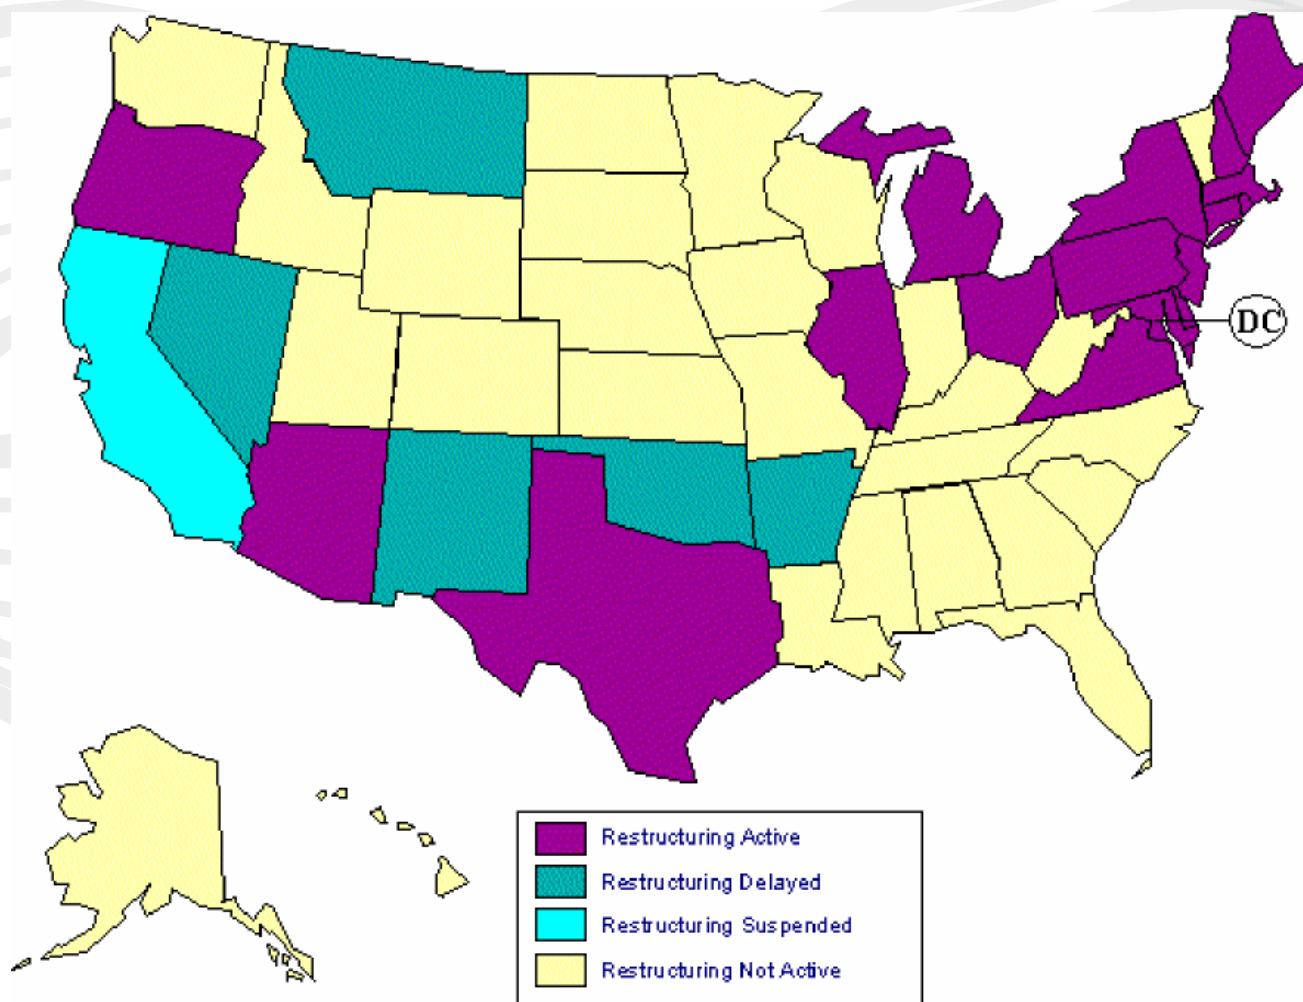 DC
Restructuring Active
Restructuring Delayed
Restructuring Suspended
Restructuring Not Active